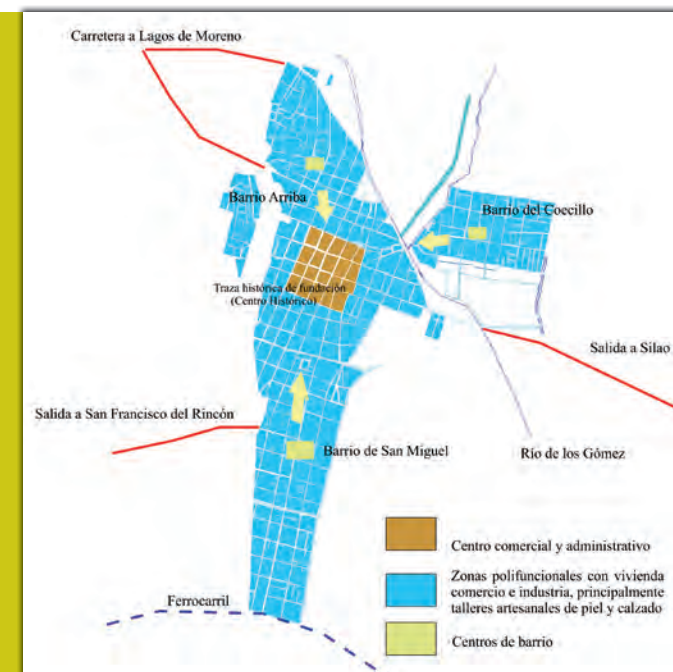 Carretera a Lagos de Moreno
Barrio Arriba
Barrio del Coecillo
Traza histórica de fundación
(Centro Histórico)
Salida a Silao
Salida a San Francisco del Rincón
Barrio de San Miguel
Río de los Gómez
Centro comercial y administrativo
Zonas polifuncionales con vivienda
comercio e industria, principalmente
talleres artesanales de piel y calzado
Ferrocarril
Centros de barrio